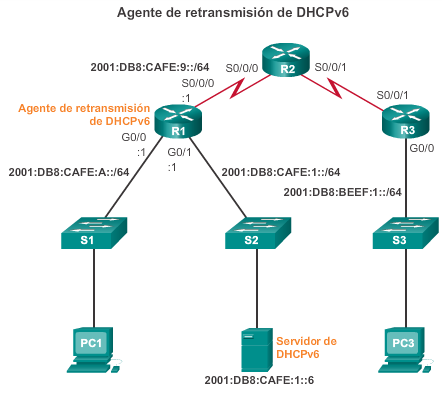 Agente de retransmisión de DHCPv6
2001:DB8:CAFE:9::/64
S0/0/0
R2
S0/0/1
S0/0/0
:1
S0/0/1
Agente de retransmisión
de DHCPv6
R1
R3
G0/0
:1
G0/1
:1
G0/0
2001:DB8:CAFE:A::/64
2001:DB8:CAFE:1::/64
2001:DB8:BEEF:1::/64
S1
S2
S3
PC1
Servidor de
DHCPv6
PC3
2001:DB8:CAFE:1::6